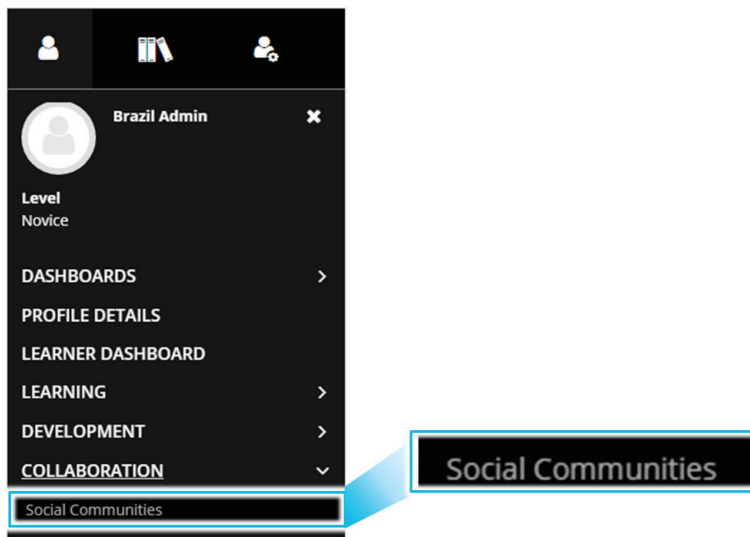 Brazil Admin
Level
Novice
DASHBOARDS
PROFILE DETAILS
LEARNER DASHBOARD
LEARNING
DEVELOPMENT
COLLABORATION
Social Communities
Social Communities